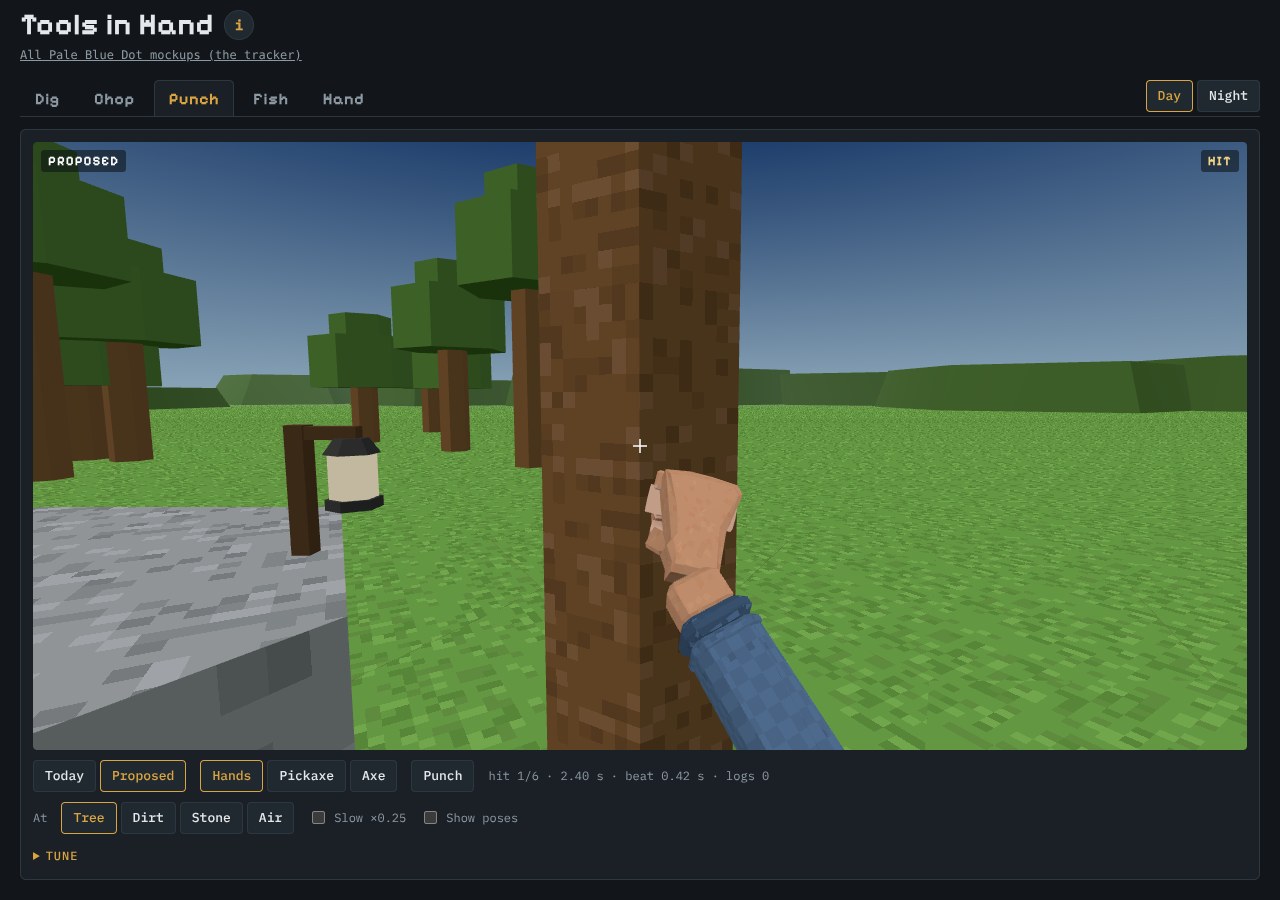 Tools in Hand i
All Pale Blue Dot mockups (the tracker)
Dig Chop Punch Fish Hand Day Night
PROPOSED HIT
Today Proposed Hands Pickaxe Axe Punch hit 1/6 · 2.40 s · beat 0.42 s · logs 0
At Tree Dirt Stone Air Slow ×0.25 Show poses
TUNE